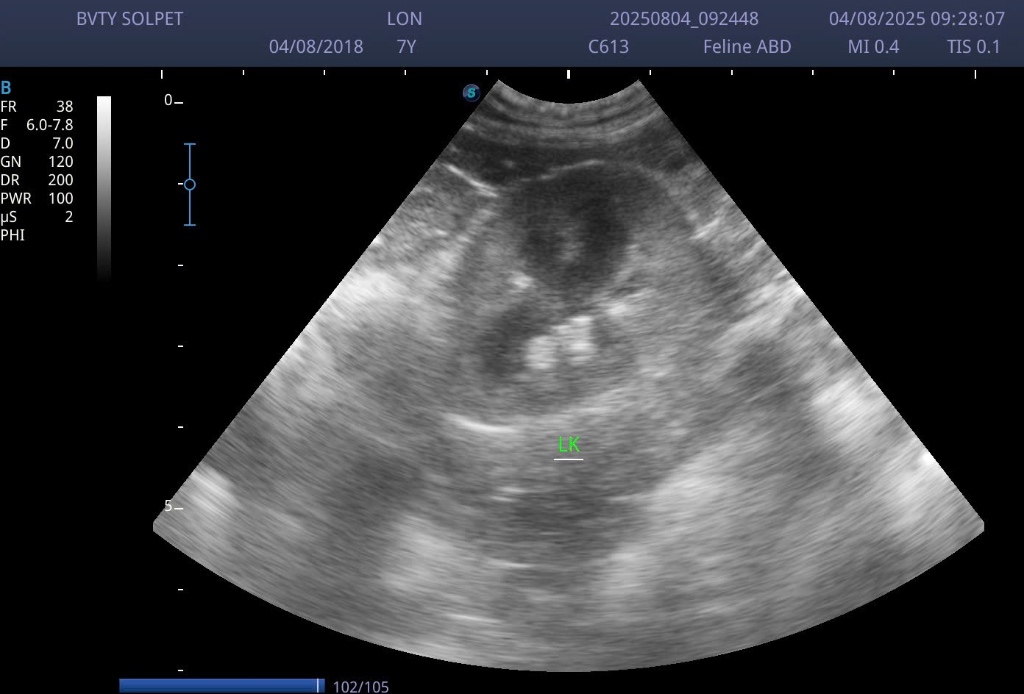 BVTY SOLPET LON 20250804_092448 04/08/2025 09:28:07
04/08/2018 7Y C613 Feline ABD MI 0.4 TIS 0.1
B
FR 38
F 6.0-7.8
D 7.0
GN 120
DR 200
PWR 100
µS 2
PHI
S
0
LK
5
102/105